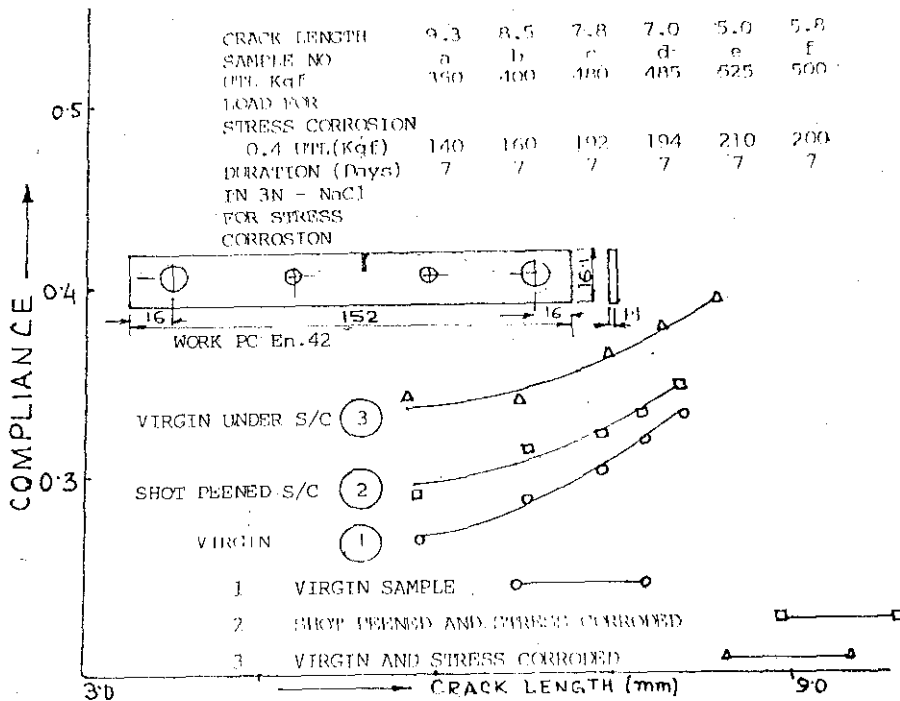 CRACK LENGTH 9.3 8.5 7.8 7.0 5.0 5.8
SAMPLE NO a b c d e f
UTL Kgf 350 400 480 485 525 500
LOAD FOR
STRESS CORROSION
0.4 UTL(Kgf) 140 160 192 194 210 200
DURATION (Days) 7 7 7 7 7 7
IN 3N - NaCl
FOR STRESS
CORROSION
0.5
0.4
0.3
COMPLIANCE
16 152 16
16.1
WORK PC En.42
VIRGIN UNDER S/C 3
SHOT PEENED S/C 2
VIRGIN 1
1 VIRGIN SAMPLE
2 SHOT PEENED AND STRESS CORRODED
3 VIRGIN AND STRESS CORRODED
3.0 9.0
CRACK LENGTH (mm)